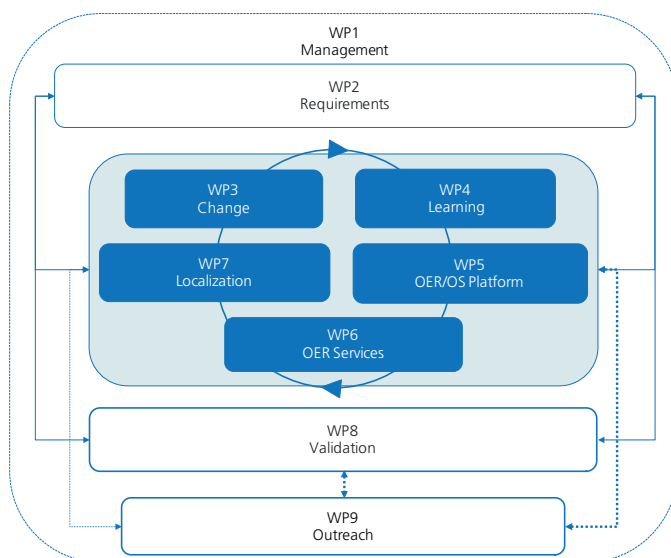 WP1
Management
WP2
Requirements
WP3
Change
WP4
Learning
WP7
Localization
WP5
OER/OS Platform
WP6
OER Services
WP8
Validation
WP9
Outreach